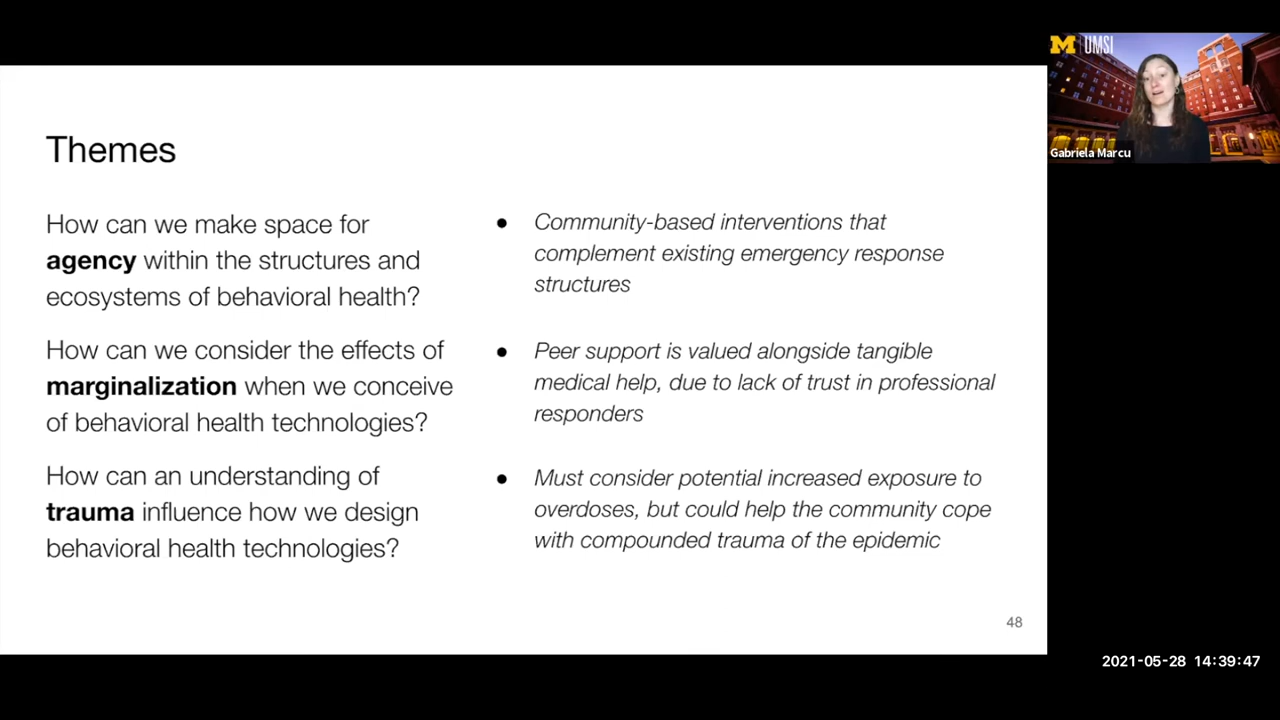 Themes
How can we make space for
agency within the structures and
ecosystems of behavioral health?
How can we consider the effects of
marginalization when we conceive
of behavioral health technologies?
How can an understanding of
trauma influence how we design
behavioral health technologies?
● Community-based interventions that
complement existing emergency response
structures
● Peer support is valued alongside tangible
medical help, due to lack of trust in professional
responders
● Must consider potential increased exposure to
overdoses, but could help the community cope
with compounded trauma of the epidemic
48
M UMSI
Gabriela Marcu
2021-05-28 14:39:47